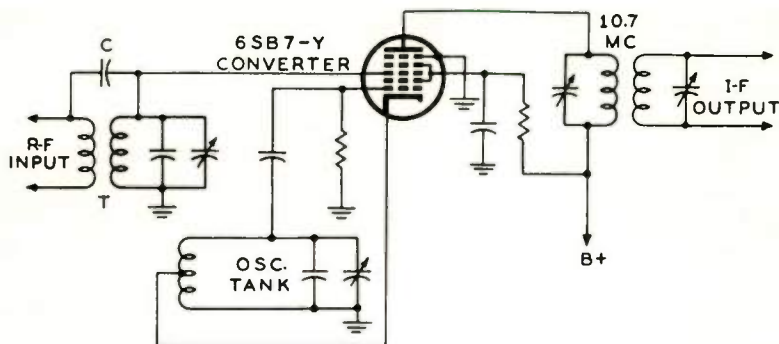 C
6SB7-Y
CONVERTER
10.7
MC
R-F
INPUT
T
I-F
OUTPUT
OSC.
TANK
B+